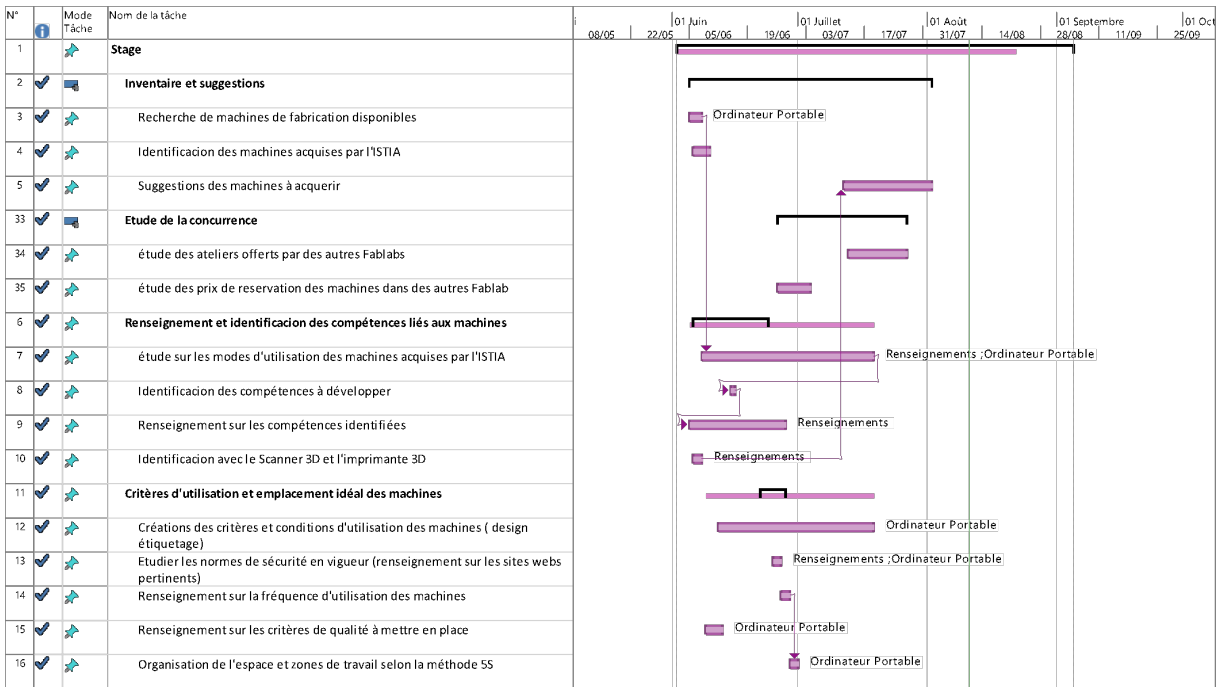 N° Mode Tâche Nom de la tâche
i 01 Juin 01 Juillet 01 Août 01 Septembre 01 Oct
08/05 22/05 05/06 19/06 03/07 17/07 31/07 14/08 28/08 11/09 25/09
1 Stage
2 Inventaire et suggestions
3 Recherche de machines de fabrication disponibles Ordinateur Portable
4 Identificacion des machines acquises par l'ISTIA
5 Suggestions des machines à acquerir
33 Etude de la concurrence
34 étude des ateliers offerts par des autres Fablabs
35 étude des prix de reservation des machines dans des autres Fablab
6 Renseignement et identificacion des compétences liés aux machines
7 étude sur les modes d'utilisation des machines acquises par l'ISTIA Renseignements ;Ordinateur Portable
8 Identificacion des compétences à développer
9 Renseignement sur les compétences identifiées Renseignements
10 Identificacion avec le Scanner 3D et l'imprimante 3D Renseignements
11 Critères d'utilisation et emplacement idéal des machines
12 Créations des critères et conditions d'utilisation des machines ( design Ordinateur Portable
étiquetage)
13 Etudier les normes de sécurité en vigueur (renseignement sur les sites webs Renseignements ;Ordinateur Portable
pertinents)
14 Renseignement sur la fréquence d'utilisation des machines
15 Renseignement sur les critères de qualité à mettre en place Ordinateur Portable
16 Organisation de l'espace et zones de travail selon la méthode 5S Ordinateur Portable